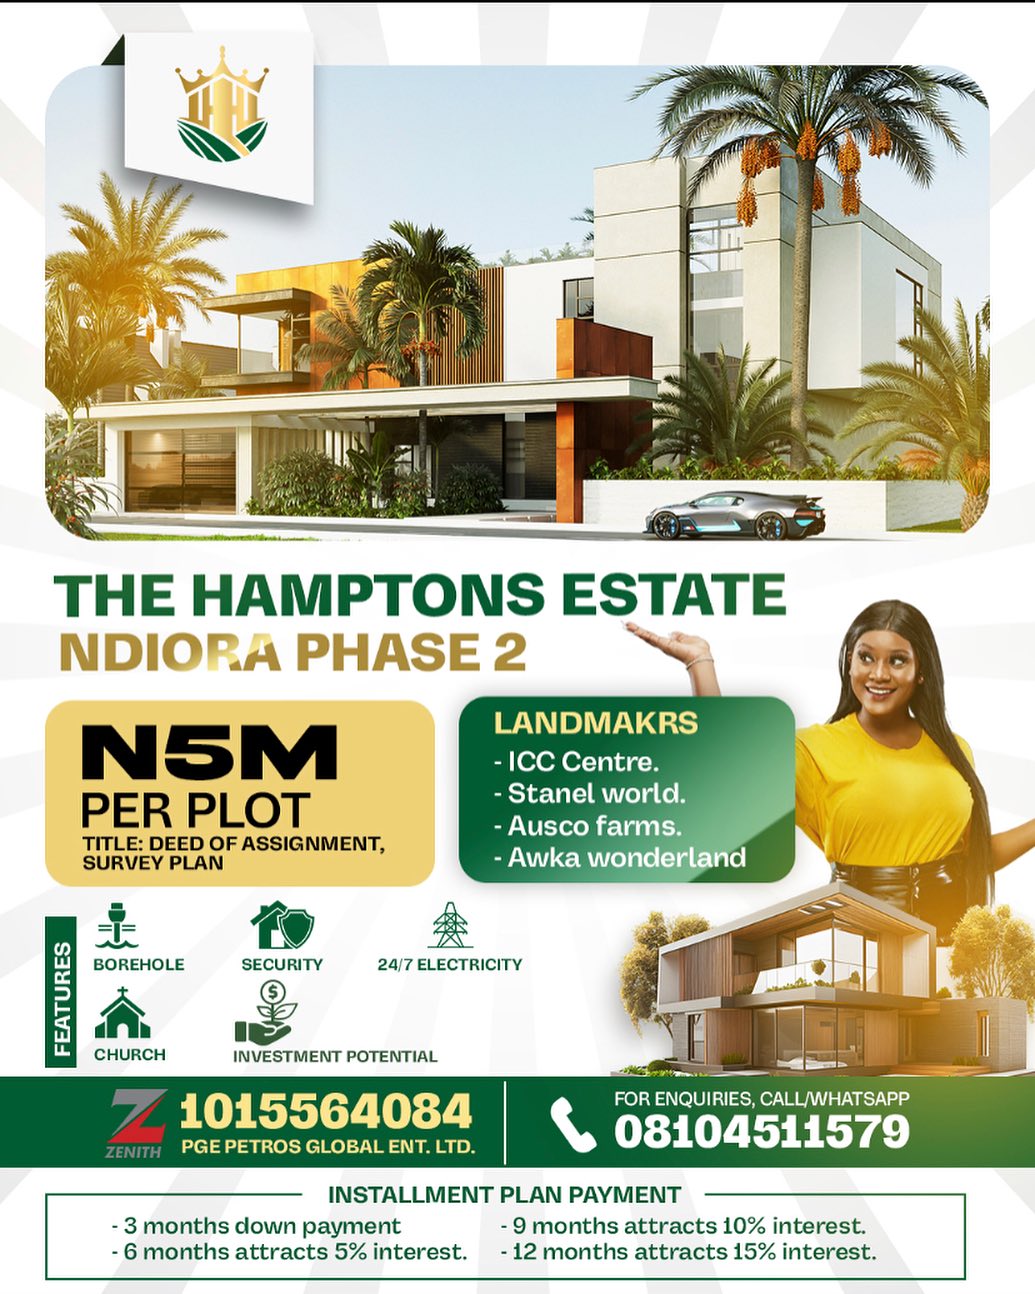 THE HAMPTONS ESTATE
NDIORA PHASE 2
N5M
PER PLOT
TITLE: DEED OF ASSIGNMENT,
SURVEY PLAN
LANDMAKRS
- ICC Centre.
- Stanel world.
- Ausco farms.
- Awka wonderland
FEATURES
BOREHOLE
SECURITY
24/7 ELECTRICITY
CHURCH
INVESTMENT POTENTIAL
ZENITH
1015564084
PGE PETROS GLOBAL ENT. LTD.
FOR ENQUIRIES, CALL/WHATSAPP
08104511579
INSTALLMENT PLAN PAYMENT
- 3 months down payment
- 6 months attracts 5% interest.
- 9 months attracts 10% interest.
- 12 months attracts 15% interest.